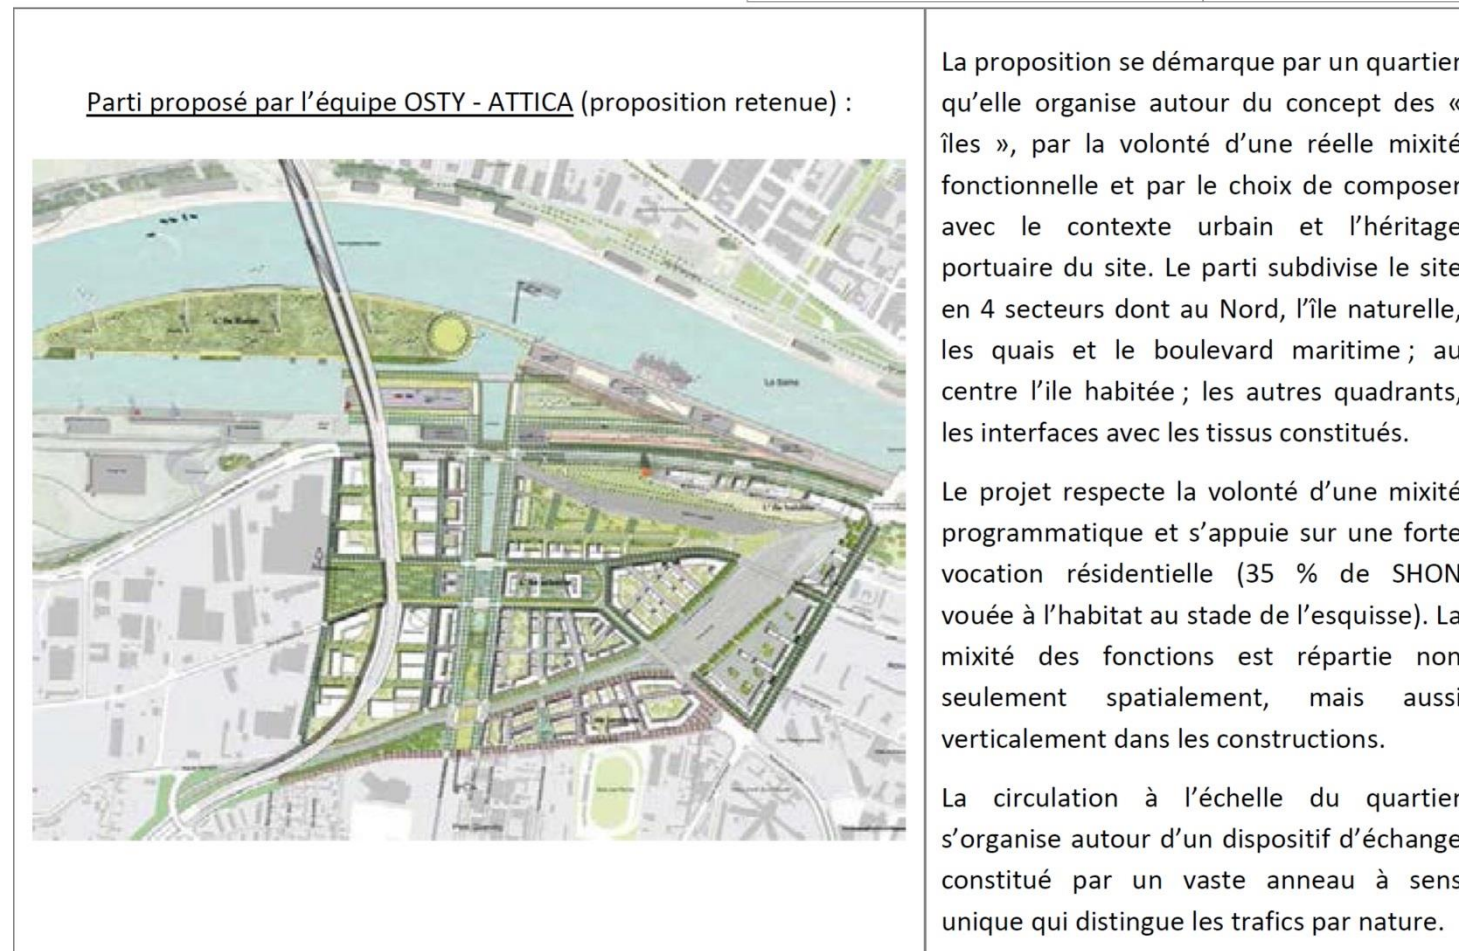 Parti proposé par l’équipe OSTY - ATTICA (proposition retenue) :
La Seine
La proposition se démarque par un quartier
qu’elle organise autour du concept des «
îles », par la volonté d’une réelle mixité
fonctionnelle et par le choix de composer
avec le contexte urbain et l’héritage
portuaire du site. Le parti subdivise le site
en 4 secteurs dont au Nord, l’île naturelle,
les quais et le boulevard maritime ; au
centre l’ile habitée ; les autres quadrants,
les interfaces avec les tissus constitués.
Le projet respecte la volonté d’une mixité
programmatique et s’appuie sur une forte
vocation résidentielle (35 % de SHON
vouée à l’habitat au stade de l’esquisse). La
mixité des fonctions est répartie non
seulement spatialement, mais aussi
verticalement dans les constructions.
La circulation à l’échelle du quartier
s’organise autour d’un dispositif d’échange
constitué par un vaste anneau à sens
unique qui distingue les trafics par nature.